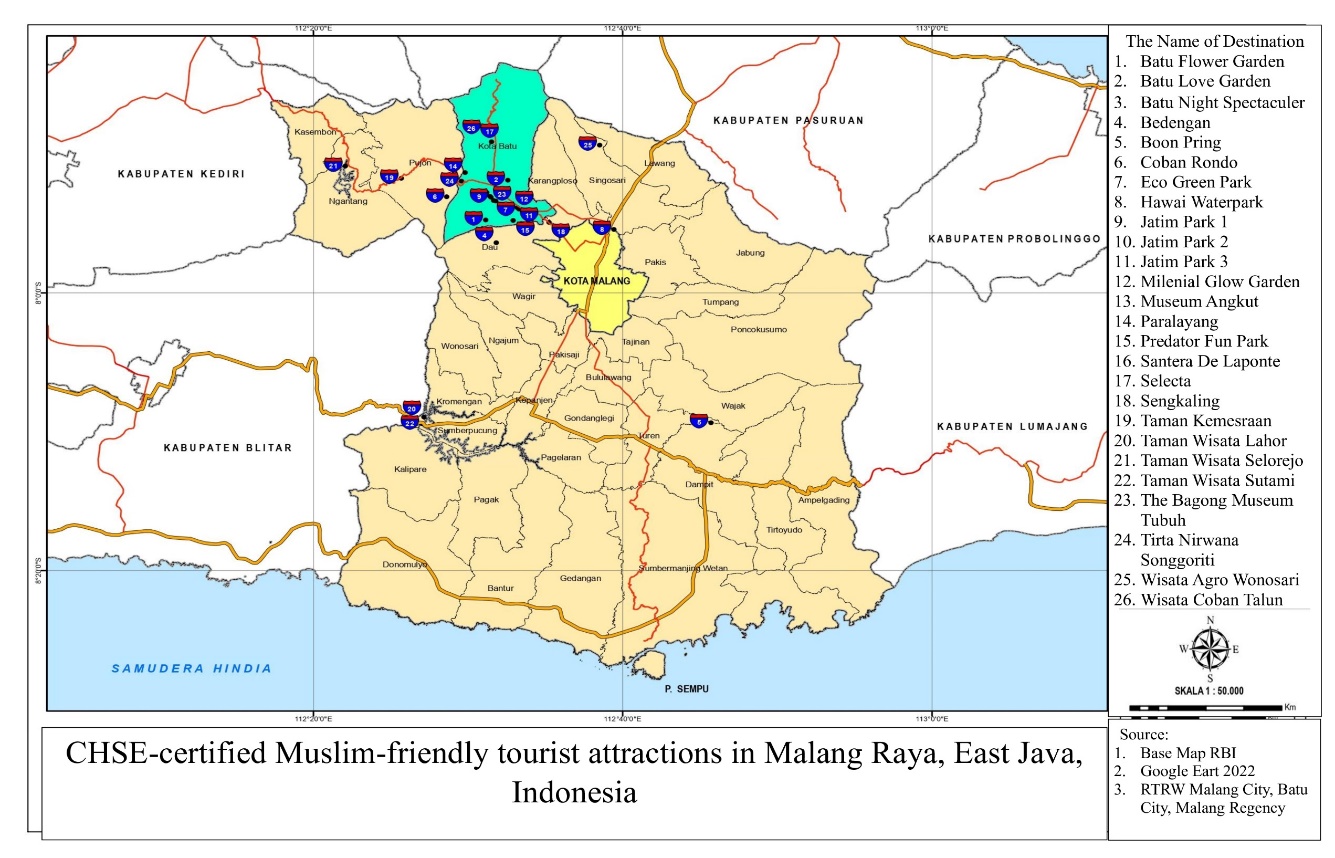 112°20'0"E 112°40'0"E 113°0'0"E
KABUPATEN PASURUAN
KABUPATEN KEDIRI
KABUPATEN PROBOLINGGO
KABUPATEN BLITAR
KABUPATEN LUMAJANG
Kasembon
Pujon
Ngantang
Kota Batu
Karangploso
Singosari
Lawang
Dau
KOTA MALANG
Pakis
Jabung
8°0'0"S
Wagir
Tumpang
Poncokusumo
Wonosari
Ngajum
Pakisaji
Tajinan
Bululawang
Kromengan
Kepanjen
Wajak
Sumberpucung
Gondanglegi
Turen
Kalipare
Pagelaran
Pagak
Dampit
Ampelgading
Tirtoyudo
Donomulyo
Bantur
Gedangan
Sumbermanjing Wetan
8°20'0"S
SAMUDERA HINDIA
P. SEMPU
26
17
25
21
19
14
24
6
2
9
23
12
7
11
1
4
15
18
8
20
22
5
112°20'0"E 112°40'0"E 113°0'0"E
The Name of Destination
1. Batu Flower Garden
2. Batu Love Garden
3. Batu Night Spectaculer
4. Bedengan
5. Boon Pring
6. Coban Rondo
7. Eco Green Park
8. Hawai Waterpark
9. Jatim Park 1
10. Jatim Park 2
11. Jatim Park 3
12. Milenial Glow Garden
13. Museum Angkut
14. Paralayang
15. Predator Fun Park
16. Santera De Laponte
17. Selecta
18. Sengkaling
19. Taman Kemesraan
20. Taman Wisata Lahor
21. Taman Wisata Selorejo
22. Taman Wisata Sutami
23. The Bagong Museum
Tubuh
24. Tirta Nirwana
Songgoriti
25. Wisata Agro Wonosari
26. Wisata Coban Talun
N
W E
S
SKALA 1 : 50.000
Km
Source:
1. Base Map RBI
2. Google Eart 2022
3. RTRW Malang City, Batu
City, Malang Regency
CHSE-certified Muslim-friendly tourist attractions in Malang Raya, East Java,
Indonesia